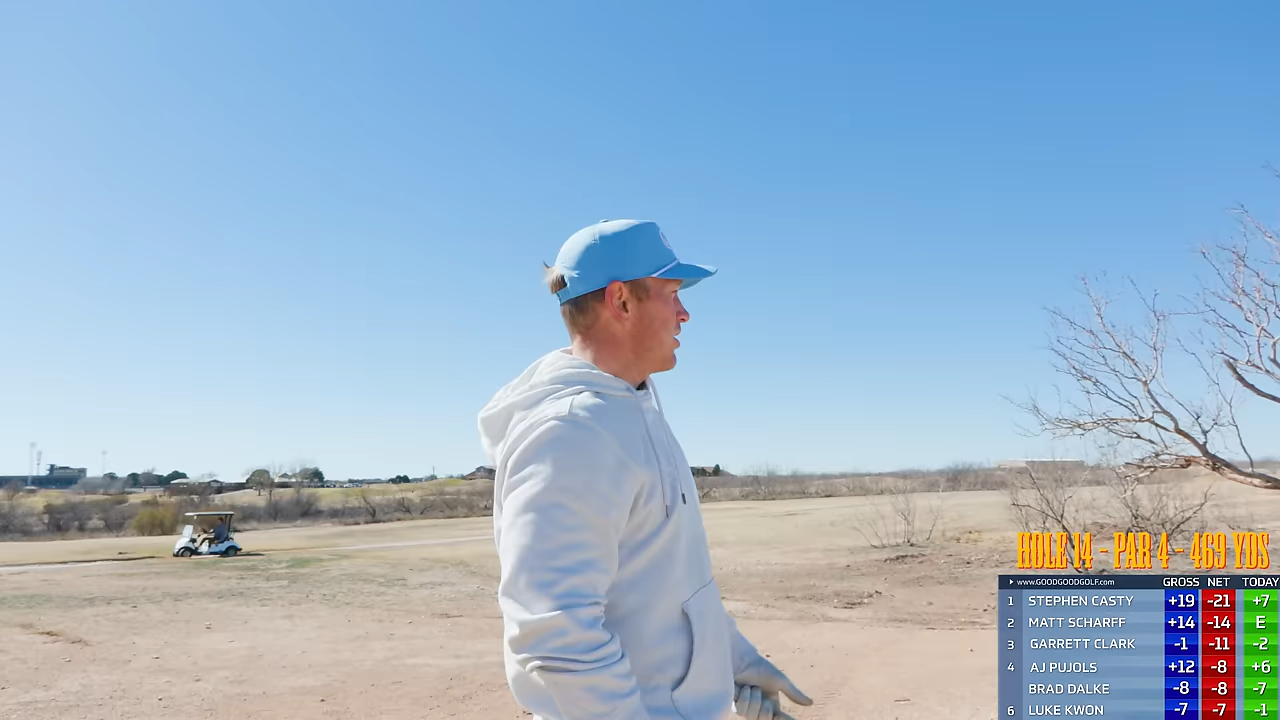 HOLE 14 - PAR 4 - 469 YDS
www.GOODGOODGOLF.com GROSS NET TODAY
1 STEPHEN CASTY +19 -21 +7
2 MATT SCHARFF +14 -14 E
3 GARRETT CLARK -1 -11 -2
4 AJ PUJOLS +12 -8 +6
BRAD DALKE -8 -8 -7
6 LUKE KWON -7 -7 -1